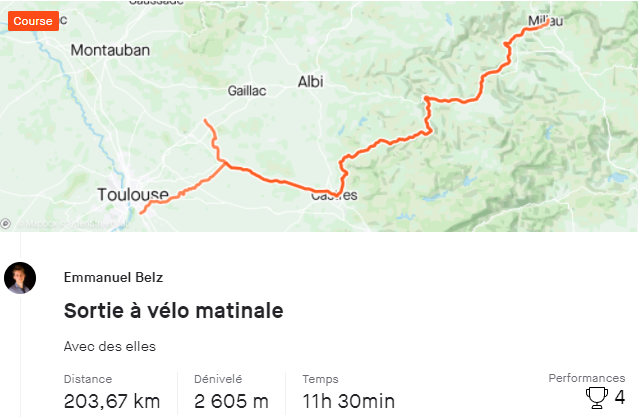 Course
Millau
Montauban
Albi
Gaillac
Toulouse
Castres
Emmanuel Belz
Sortie à vélo matinale
Avec des elles
Distance
Dénivelé
Temps
Performances
203,67 km
2 605 m
11h 30min
4